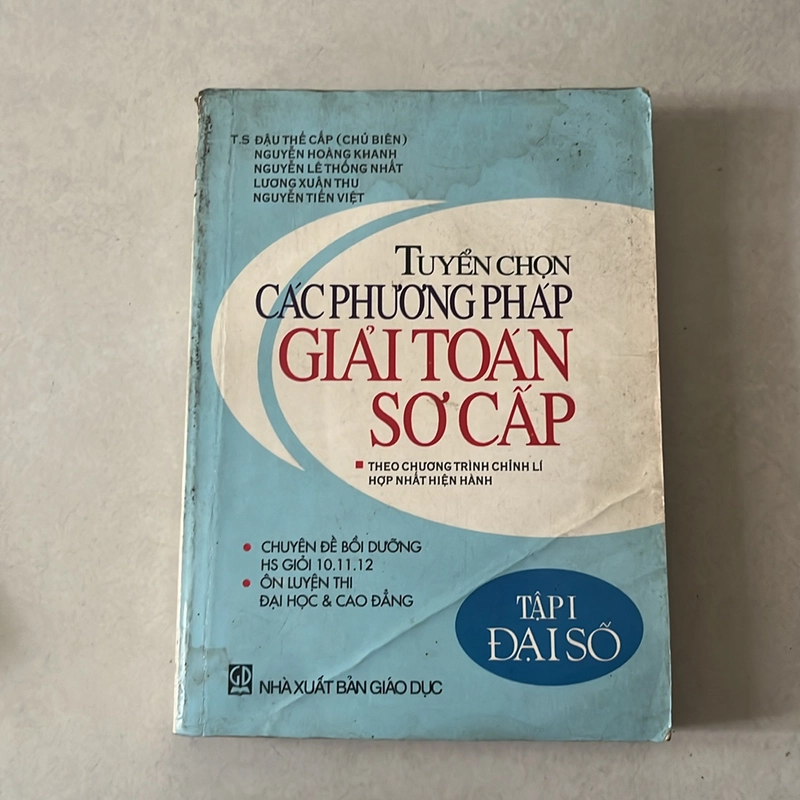 T.S ĐẬU THẾ CẤP (CHỦ BIÊN)
NGUYỄN HOÀNG KHANH
NGUYỄN LÊ THỐNG NHẤT
LƯƠNG XUÂN THU
NGUYỄN TIẾN VIỆT
TUYỂN CHỌN
CÁC PHƯƠNG PHÁP
GIẢI TOÁN
SƠ CẤP
THEO CHƯƠNG TRÌNH CHỈNH LÍ
HỢP NHẤT HIỆN HÀNH
• CHUYÊN ĐỀ BỒI DƯỠNG
HS GIỎI 10.11.12
• ÔN LUYỆN THI
ĐẠI HỌC & CAO ĐẲNG
TẬP I
ĐẠI SỐ
GD NHÀ XUẤT BẢN GIÁO DỤC